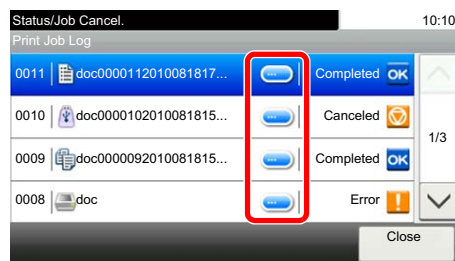 Status/Job Cancel. 10:10
Print Job Log
0011 doc0000112010081817... ... Completed OK
0010 doc0000102010081815... ... Canceled
1/3
0009 doc0000092010081815... ... Completed OK
0008 doc ... Error !
Close